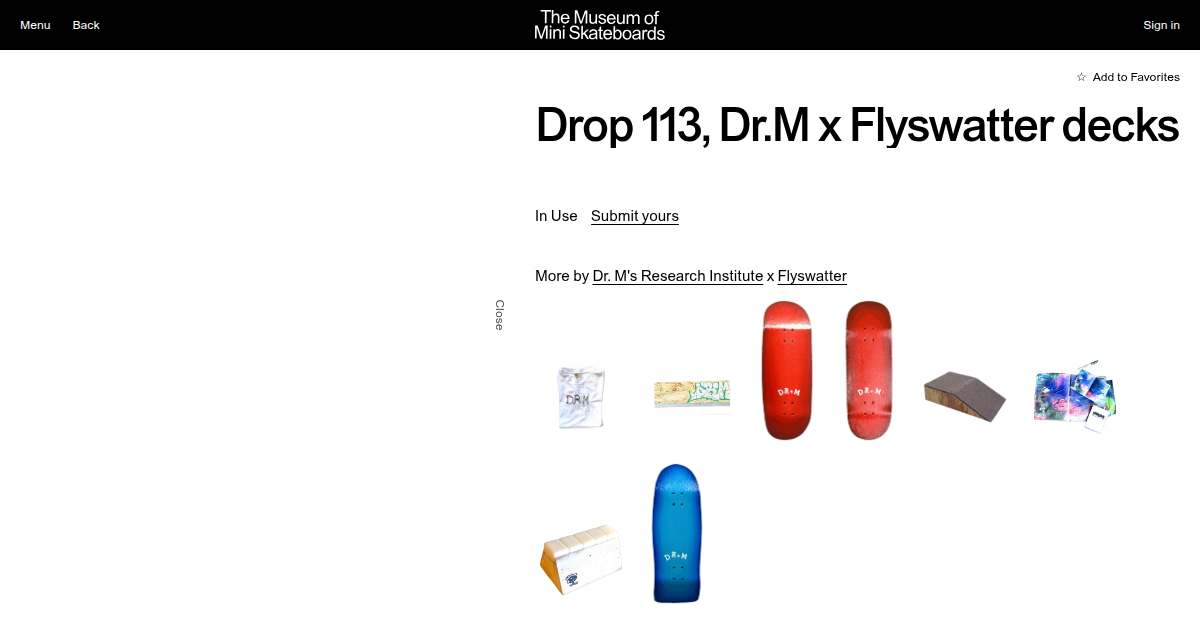 Menu Back
The Museum of
Mini Skateboards
Sign in
☆ Add to Favorites
Drop 113, Dr.M x Flyswatter decks
In Use Submit yours
More by Dr. M's Research Institute x Flyswatter
Close
DR.M
DR•M
DR•M
DR•M